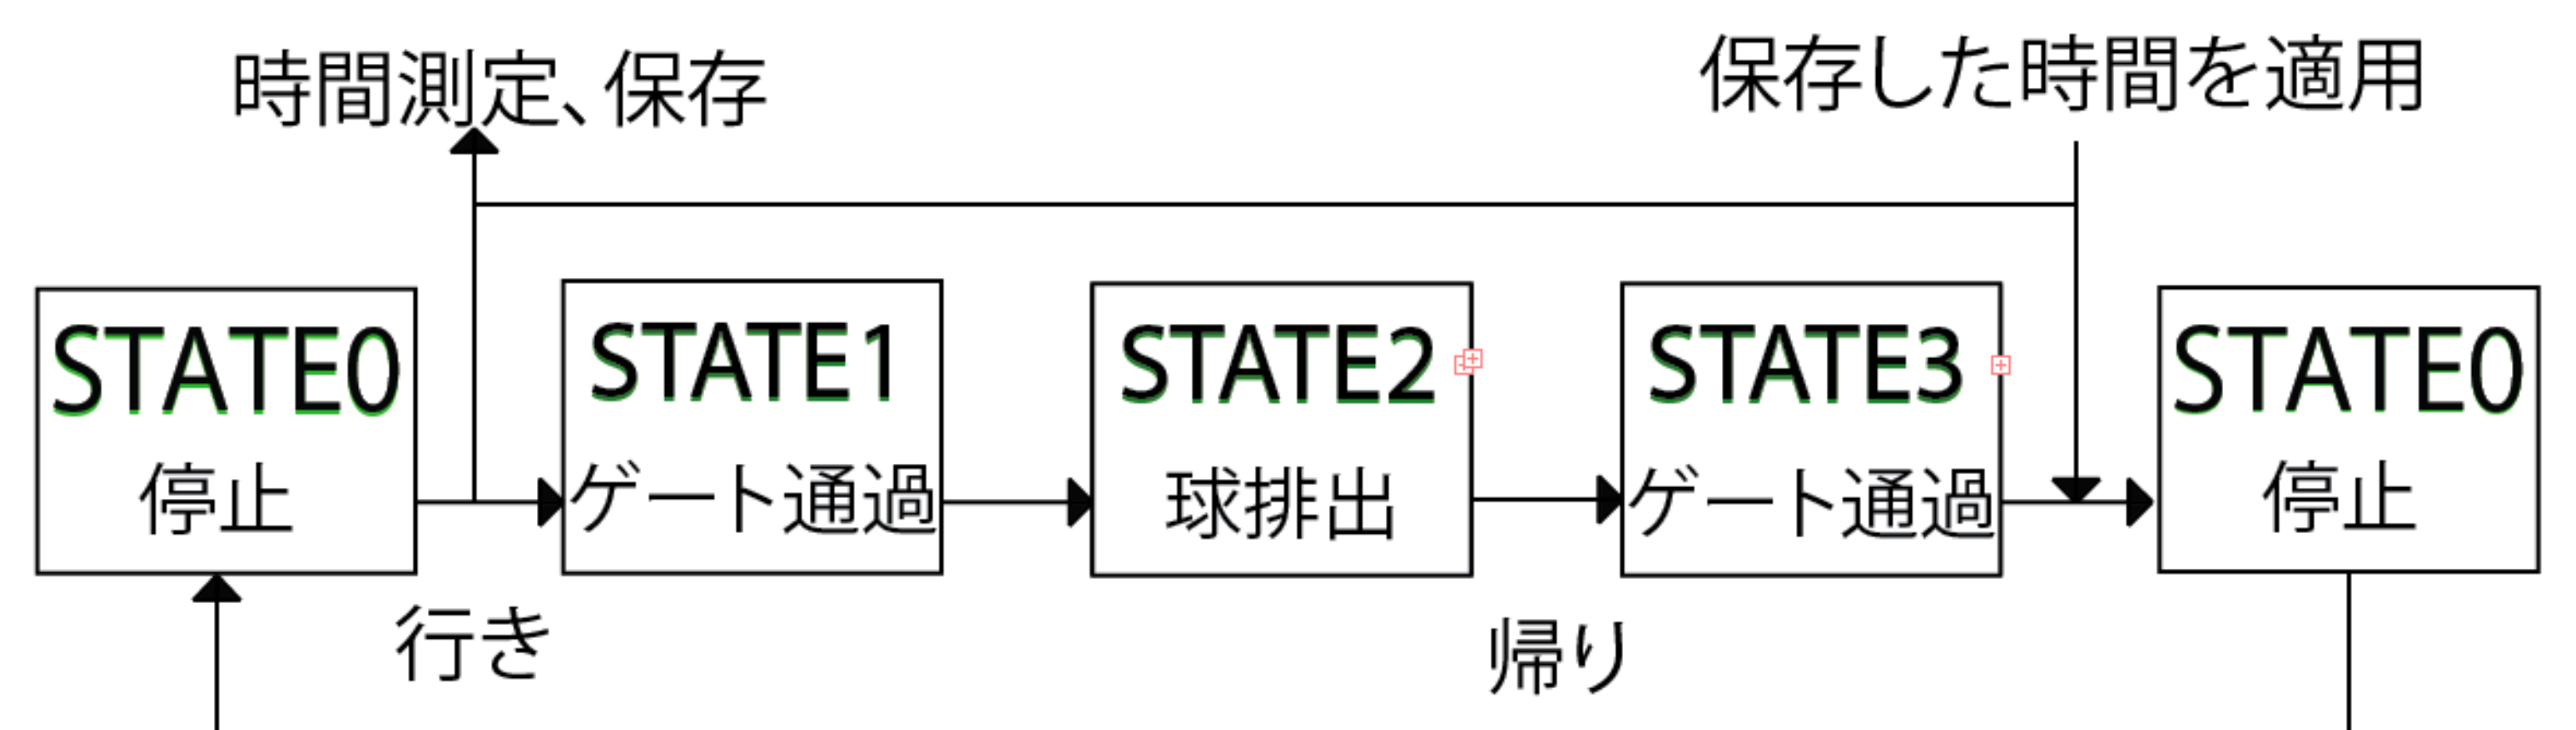 時間測定、保存
保存した時間を適用
STATE0
停止
STATE1
ゲート通過
STATE2
球排出
STATE3
ゲート通過
STATE0
停止
行き
帰り